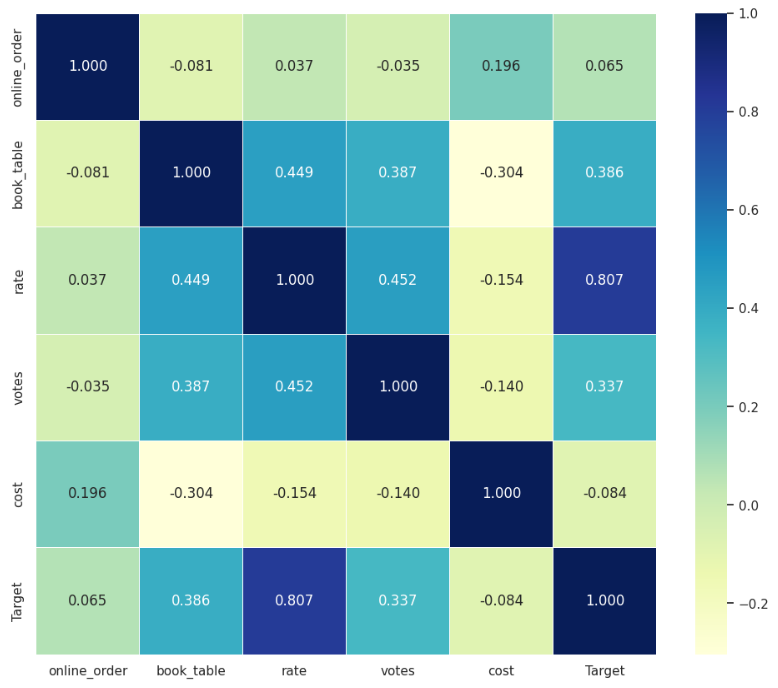 online_order 1.000 -0.081 0.037 -0.035 0.196 0.065
book_table -0.081 1.000 0.449 0.387 -0.304 0.386
rate 0.037 0.449 1.000 0.452 -0.154 0.807
votes -0.035 0.387 0.452 1.000 -0.140 0.337
cost 0.196 -0.304 -0.154 -0.140 1.000 -0.084
Target 0.065 0.386 0.807 0.337 -0.084 1.000
online_order book_table rate votes cost Target
1.0
0.8
0.6
0.4
0.2
0.0
−0.2